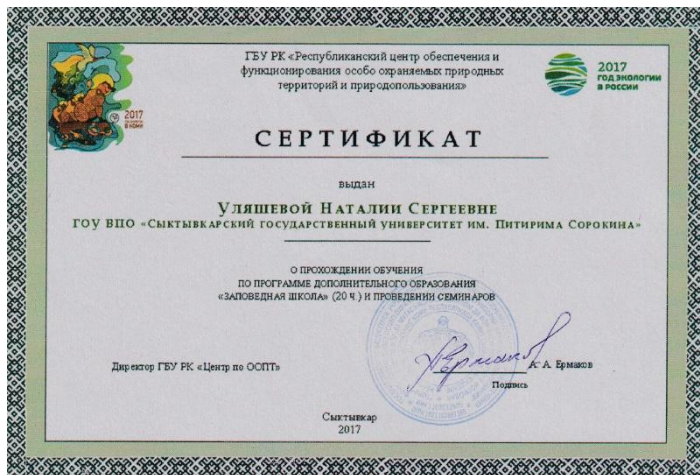 ГБУ РК «Республиканский центр обеспечения и
функционирования особо охраняемых природных
территорий и природопользования»
2017
ГОД ЭКОЛОГИИ
В РОССИИ
2017
В КОМИ
СЕРТИФИКАТ
выдан
Уляшевой Наталии Сергеевне
ГОУ ВПО «Сыктывкарский государственный университет им. Питирима Сорокина»
О ПРОХОЖДЕНИИ ОБУЧЕНИЯ
ПО ПРОГРАММЕ ДОПОЛНИТЕЛЬНОГО ОБРАЗОВАНИЯ
«ЗАПОВЕДНАЯ ШКОЛА» (20 Ч.) И ПРОВЕДЕНИИ СЕМИНАРОВ
Директор ГБУ РК «Центр по ООПТ»
А. А. Ермаков
Подпись
Сыктывкар
2017